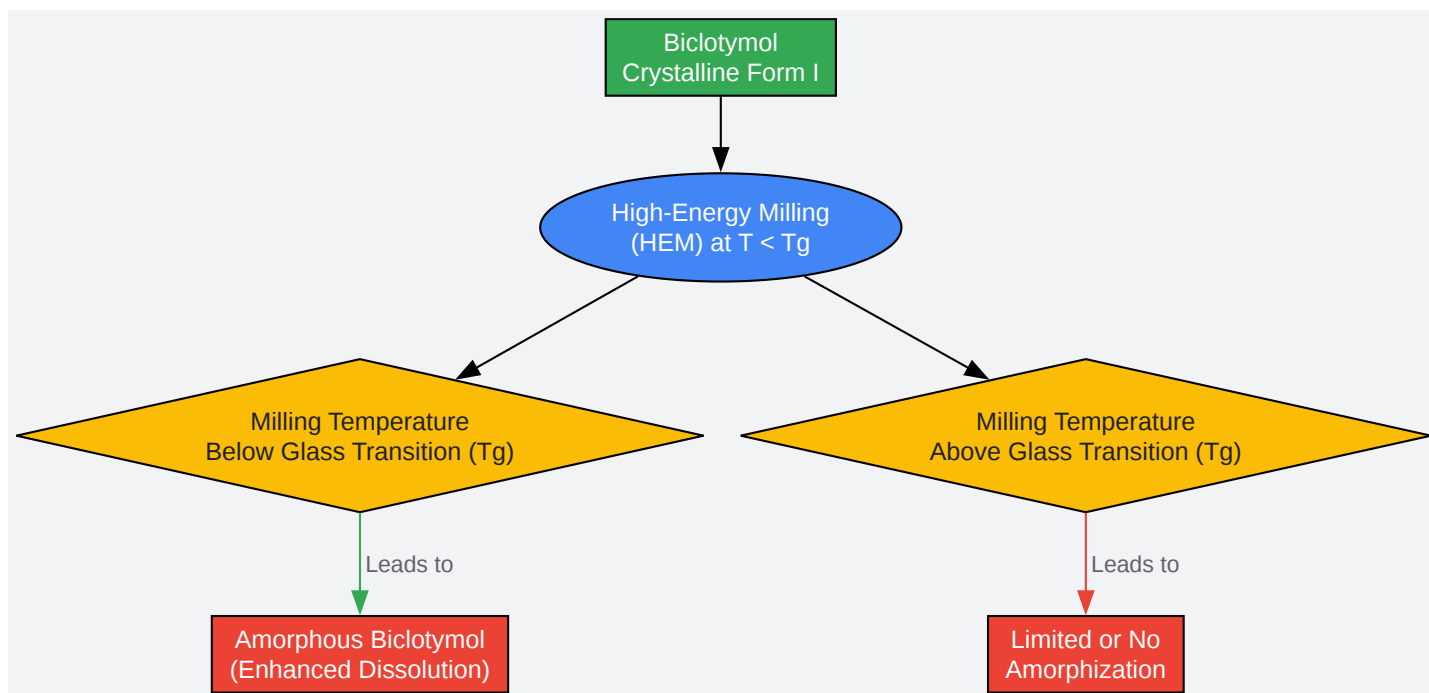 Biclotymol
Crystalline Form I
High-Energy Milling
(HEM) at T < Tg
Milling Temperature
Below Glass Transition (Tg)
Milling Temperature
Above Glass Transition (Tg)
Leads to
Leads to
Amorphous Biclotymol
(Enhanced Dissolution)
Limited or No
Amorphization